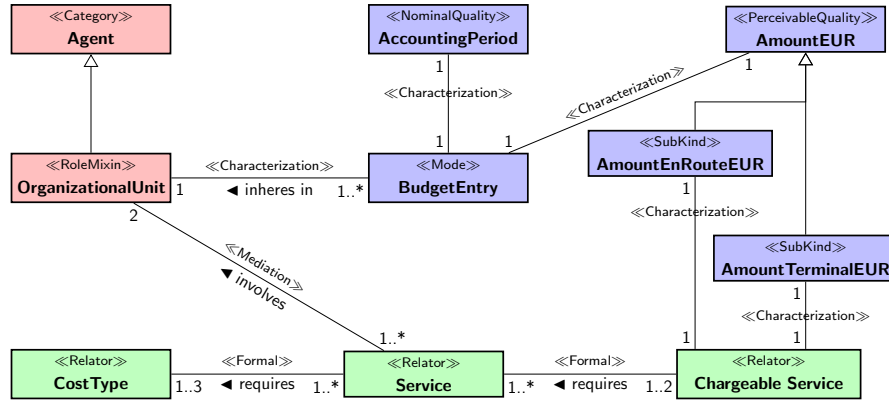 ≪Category≫
Agent
≪NominalQuality≫
AccountingPeriod
≪PerceivableQuality≫
AmountEUR
1
1
≪Characterization≫
≪Characterization≫
1
1
≪SubKind≫
AmountEnRouteEUR
≪RoleMixin≫
OrganizationalUnit
≪Characterization≫
1
◀ inheres in
1..*
≪Mode≫
BudgetEntry
1
≪Characterization≫
2
≪Mediation≫
◀ involves
≪SubKind≫
AmountTerminalEUR
1
≪Characterization≫
1..*
1
1
≪Relator≫
CostType
≪Formal≫
1..3
◀ requires
1..*
≪Relator≫
Service
≪Formal≫
1..*
◀ requires
1..2
≪Relator≫
Chargeable Service